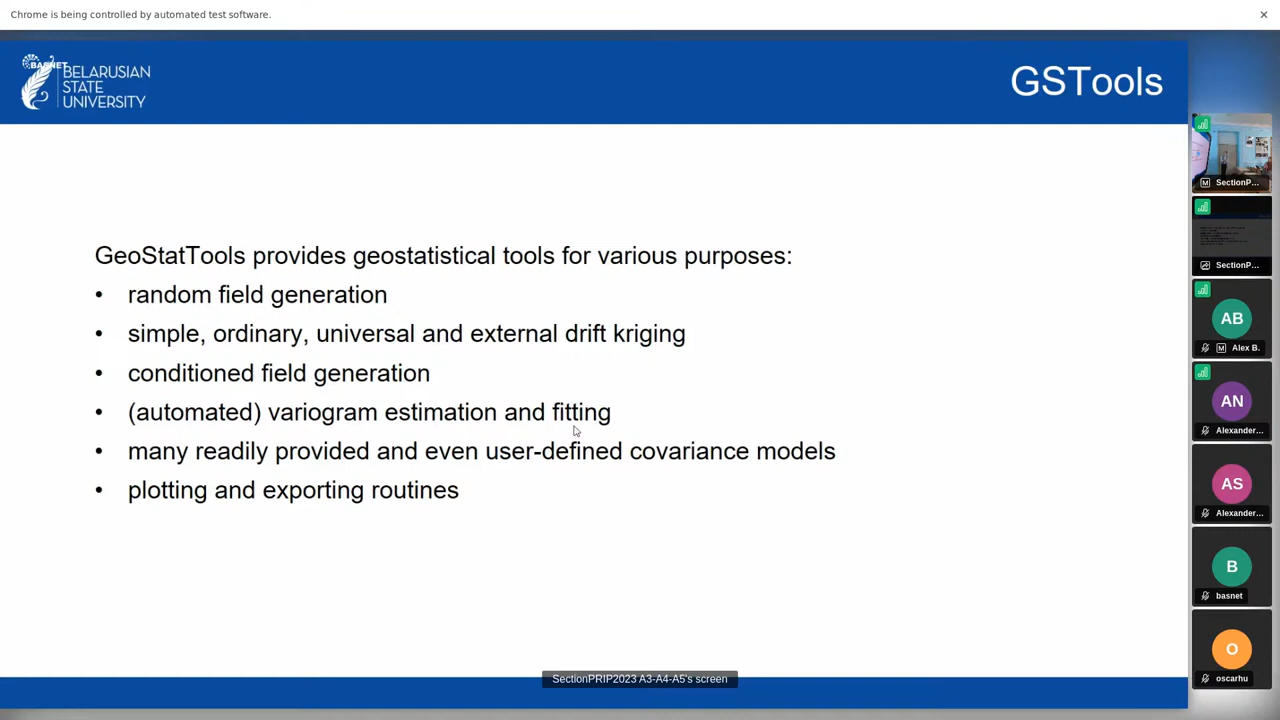 Chrome is being controlled by automated test software.
BASNET
BELARUSIAN
STATE
UNIVERSITY
GSTools
GeoStatTools provides geostatistical tools for various purposes:
• random field generation
• simple, ordinary, universal and external drift kriging
• conditioned field generation
• (automated) variogram estimation and fitting
• many readily provided and even user-defined covariance models
• plotting and exporting routines
SectionPRIP2023 A3-A4-A5's screen
M SectionP...
SectionP...
AB
M Alex B.
AN
Alexander...
AS
Alexander...
B
basnet
O
oscarhu